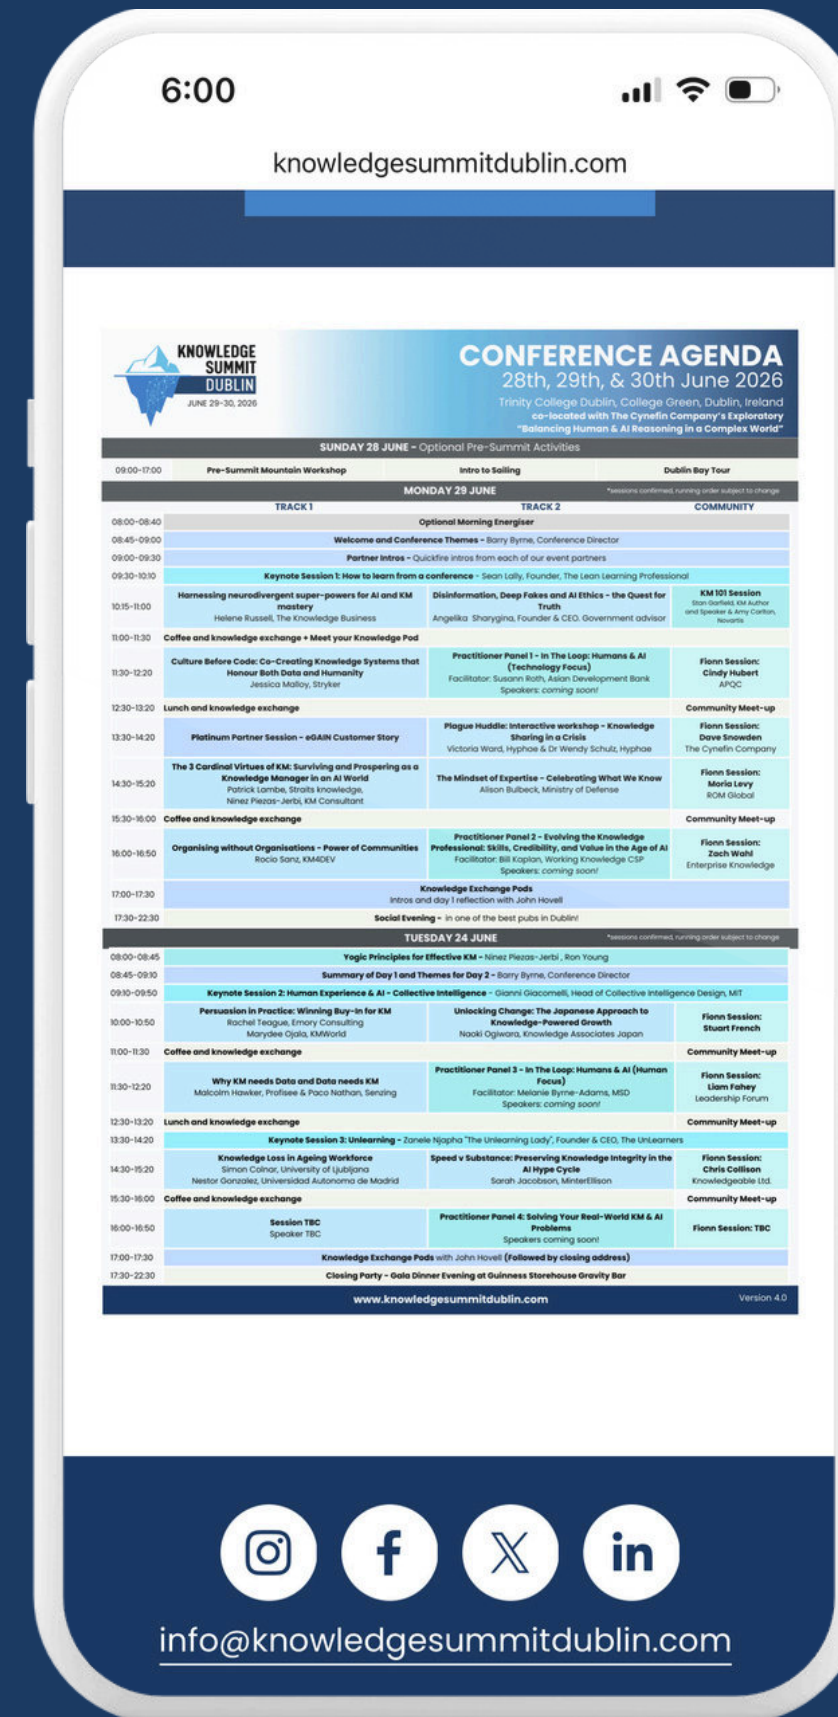 6:00
knowledgesummitdublin.com
KNOWLEDGE
SUMMIT
DUBLIN
JUNE 29-30, 2026
CONFERENCE AGENDA
28th, 29th, & 30th June 2026
Trinity College Dublin, College Green, Dublin, Ireland
co-located with The Cynefin Company's Exploratory
"Balancing Human & AI Reasoning in a Complex World"
SUNDAY 28 JUNE - Optional Pre-Summit Activities
09:00-17:00 Pre-Summit Mountain Workshop Intro to Sailing Dublin Bay Tour
MONDAY 29 JUNE *sessions confirmed, running order subject to change
TRACK 1 TRACK 2 COMMUNITY
08:00-08:40 Optional Morning Energiser
08:45-09:00 Welcome and Conference Themes - Barry Byrne, Conference Director
09:00-09:30 Partner Intros - Quickfire intros from each of our event partners
09:30-10:10 Keynote Session 1: How to learn from a conference - Sean Lally, Founder, The Lean Learning Professional
10:15-11:00
Harnessing neurodivergent super-powers for AI and KM
mastery
Helene Russell, The Knowledge Business
Disinformation, Deep Fakes and AI Ethics - the Quest for
Truth
Angelika Sharygina, Founder & CEO. Government advisor
KM 101 Session
Stan Garfield, KM Author
and Speaker & Amy Carlton,
Novartis
11:00-11:30 Coffee and knowledge exchange + Meet your Knowledge Pod
11:30-12:20
Culture Before Code: Co-Creating Knowledge Systems that
Honour Both Data and Humanity
Jessica Malloy, Stryker
Practitioner Panel 1 - In The Loop: Humans & AI
(Technology Focus)
Facilitator: Susann Roth, Asian Development Bank
Speakers: coming soon!
Fionn Session:
Cindy Hubert
APQC
12:30-13:20 Lunch and knowledge exchange Community Meet-up
13:30-14:20
Platinum Partner Session - eGAIN Customer Story
Plague Huddle: Interactive workshop - Knowledge
Sharing in a Crisis
Victoria Ward, Hyphae & Dr Wendy Schulz, Hyphae
Fionn Session:
Dave Snowden
The Cynefin Company
14:30-15:20
The 3 Cardinal Virtues of KM: Surviving and Prospering as a
Knowledge Manager in an AI World
Patrick Lambe, Straits knowledge,
Ninez Piezas-Jerbi, KM Consultant
The Mindset of Expertise - Celebrating What We Know
Alison Bulbeck, Ministry of Defense
Fionn Session:
Moria Levy
ROM Global
15:30-16:00 Coffee and knowledge exchange Community Meet-up
16:00-16:50
Organising without Organisations - Power of Communities
Rocio Sanz, KM4DEV
Practitioner Panel 2 - Evolving the Knowledge
Professional: Skills, Credibility, and Value in the Age of AI
Facilitator: Bill Kaplan, Working Knowledge CSP
Speakers: coming soon!
Fionn Session:
Zach Wahl
Enterprise Knowledge
17:00-17:30
Knowledge Exchange Pods
Intros and day 1 reflection with John Hovell
17:30-22:30 Social Evening - in one of the best pubs in Dublin!
TUESDAY 24 JUNE *sessions confirmed, running order subject to change
08:00-08:45 Yogic Principles for Effective KM - Ninez Piezas-Jerbi , Ron Young
08:45-09:10 Summary of Day 1 and Themes for Day 2 - Barry Byrne, Conference Director
09:10-09:50 Keynote Session 2: Human Experience & AI - Collective Intelligence - Gianni Giacomelli, Head of Collective Intelligence Design, MIT
10:00-10:50
Persuasion in Practice: Winning Buy-In for KM
Rachel Teague, Emory Consulting
Marydee Ojala, KMWorld
Unlocking Change: The Japanese Approach to
Knowledge-Powered Growth
Naoki Ogiwara, Knowledge Associates Japan
Fionn Session:
Stuart French
11:00-11:30 Coffee and knowledge exchange Community Meet-up
11:30-12:20
Why KM needs Data and Data needs KM
Malcolm Hawker, Profisee & Paco Nathan, Senzing
Practitioner Panel 3 - In The Loop: Humans & AI (Human
Focus)
Facilitator: Melanie Byrne-Adams, MSD
Speakers: coming soon!
Fionn Session:
Liam Fahey
Leadership Forum
12:30-13:20 Lunch and knowledge exchange Community Meet-up
13:30-14:20 Keynote Session 3: Unlearning - Zanele Njapha "The Unlearning Lady", Founder & CEO, The UnLearners
14:30-15:20
Knowledge Loss in Ageing Workforce
Simon Colnar, University of Ljubljana
Nestor Gonzalez, Universidad Autonoma de Madrid
Speed v Substance: Preserving Knowledge Integrity in the
AI Hype Cycle
Sarah Jacobson, MinterEllison
Fionn Session:
Chris Collison
Knowledgeable Ltd.
15:30-16:00 Coffee and knowledge exchange Community Meet-up
16:00-16:50
Session TBC
Speaker TBC
Practitioner Panel 4: Solving Your Real-World KM & AI
Problems
Speakers coming soon!
Fionn Session: TBC
17:00-17:30 Knowledge Exchange Pods with John Hovell (Followed by closing address)
17:30-22:30 Closing Party - Gala Dinner Evening at Guinness Storehouse Gravity Bar
www.knowledgesummitdublin.com Version 4.0
info@knowledgesummitdublin.com